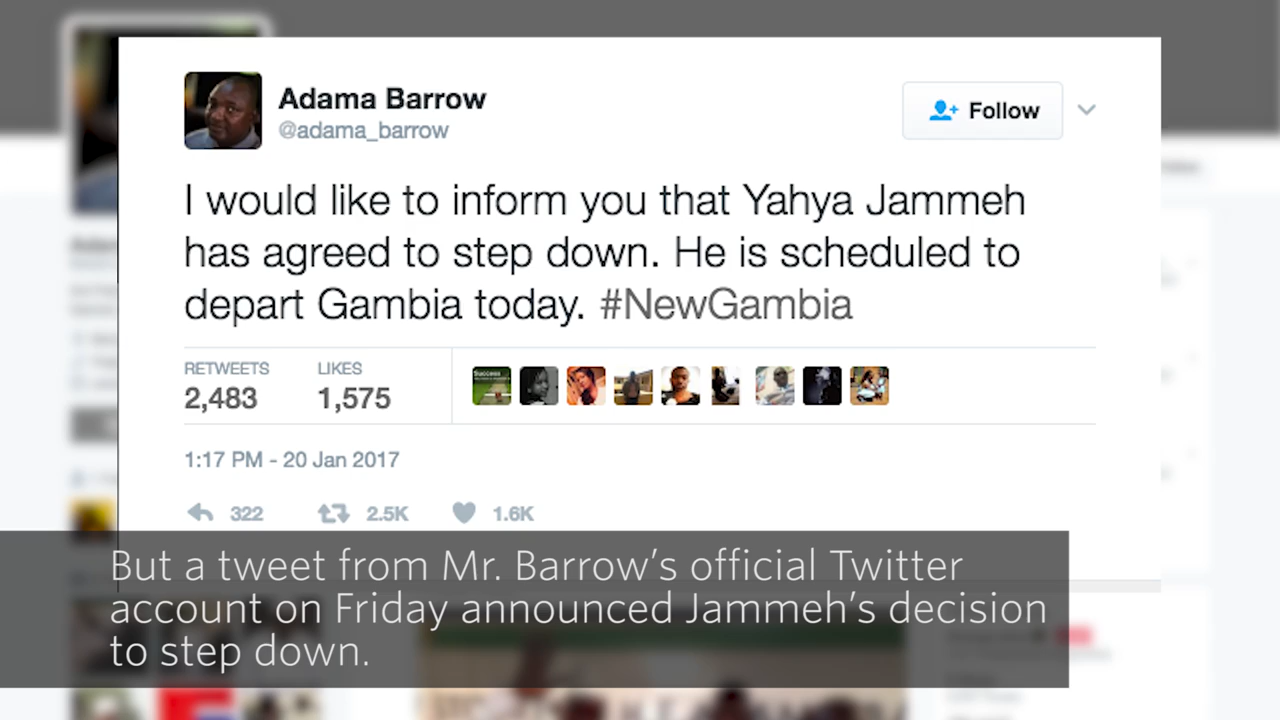 Adama Barrow
@adama_barrow
Follow
I would like to inform you that Yahya Jammeh
has agreed to step down. He is scheduled to
depart Gambia today. #NewGambia
RETWEETS LIKES
2,483 1,575
Success
1:17 PM - 20 Jan 2017
322 2.5K 1.6K
But a tweet from Mr. Barrow’s official Twitter
account on Friday announced Jammeh’s decision
to step down.